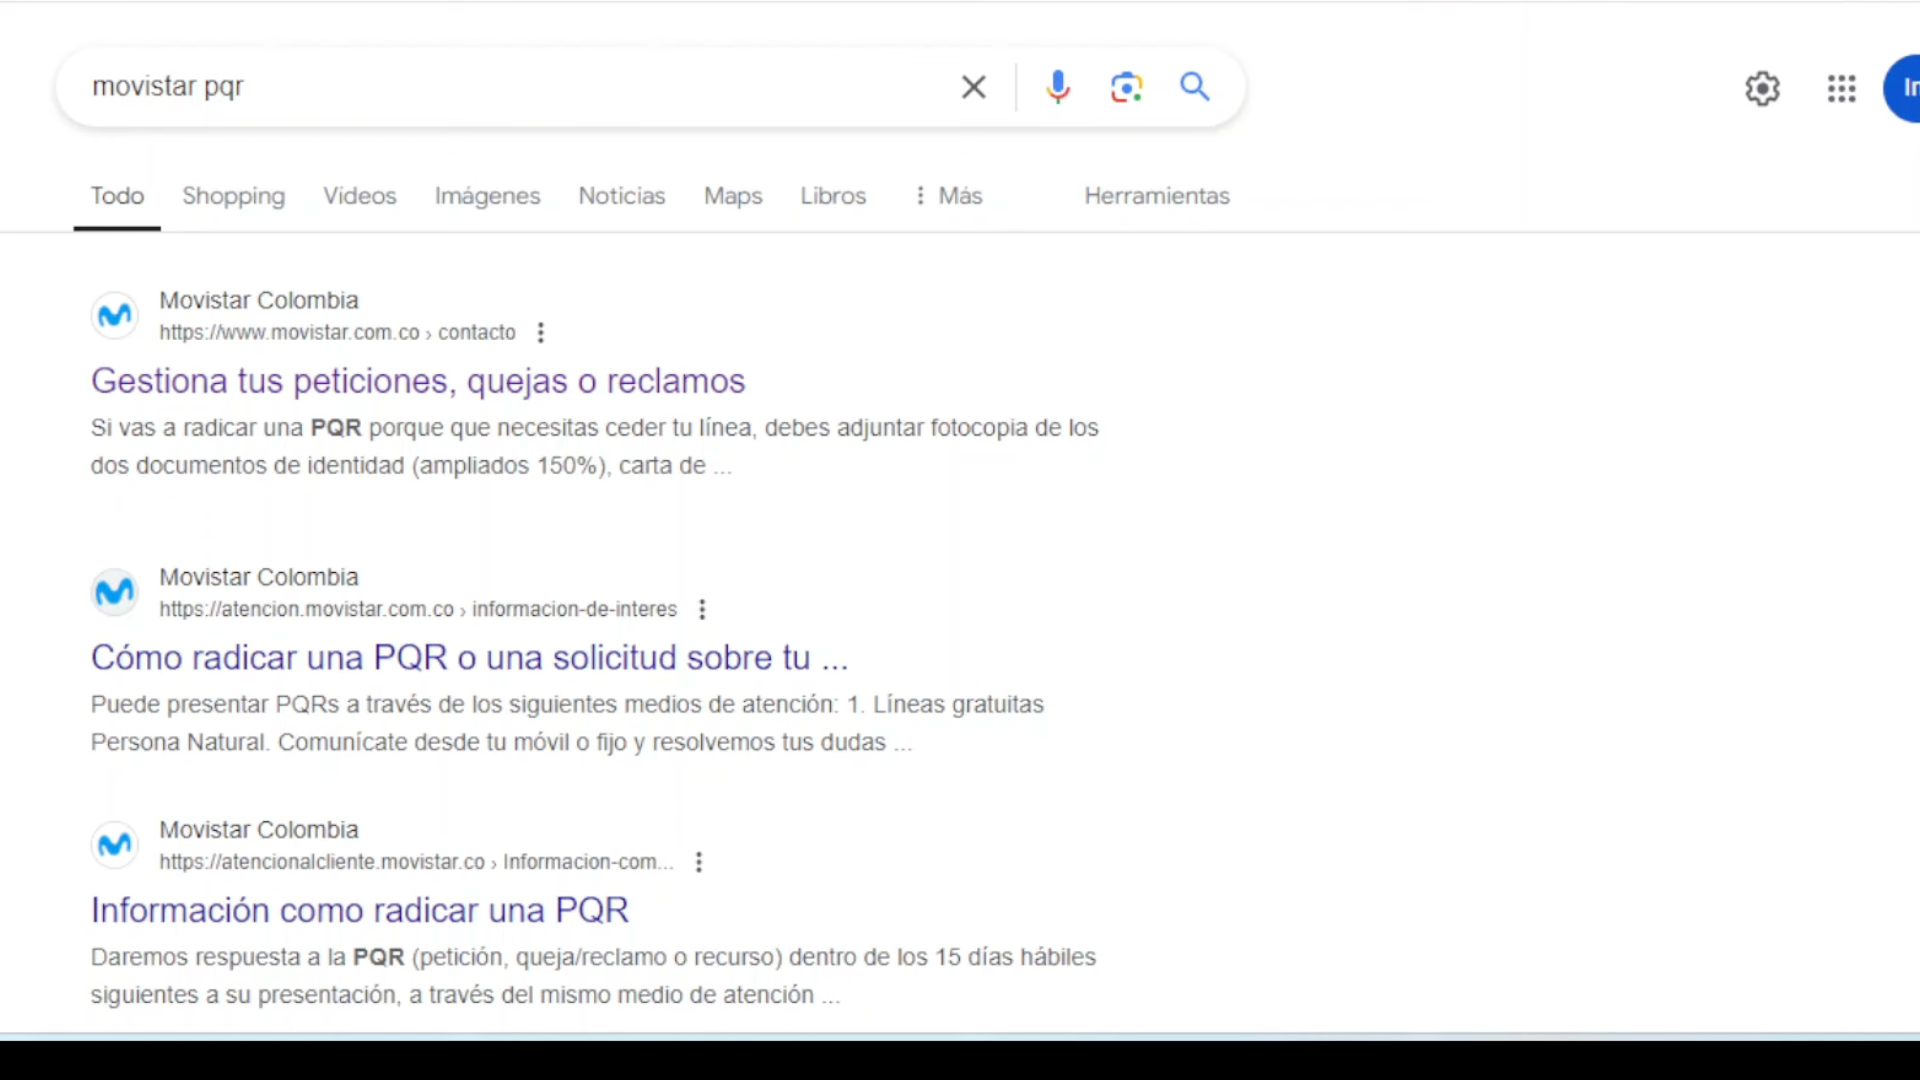 movistar pqr
Todo Shopping Videos Imágenes Noticias Maps Libros Más Herramientas
Movistar Colombia
https://www.movistar.com.co › contacto
Gestiona tus peticiones, quejas o reclamos
Si vas a radicar una PQR porque que necesitas ceder tu línea, debes adjuntar fotocopia de los
dos documentos de identidad (ampliados 150%), carta de ...
Movistar Colombia
https://atencion.movistar.com.co › informacion-de-interes
Cómo radicar una PQR o una solicitud sobre tu ...
Puede presentar PQRs a través de los siguientes medios de atención: 1. Líneas gratuitas
Persona Natural. Comunícate desde tu móvil o fijo y resolvemos tus dudas ...
Movistar Colombia
https://atencionalcliente.movistar.co › Informacion-com...
Información como radicar una PQR
Daremos respuesta a la PQR (petición, queja/reclamo o recurso) dentro de los 15 días hábiles
siguientes a su presentación, a través del mismo medio de atención ...